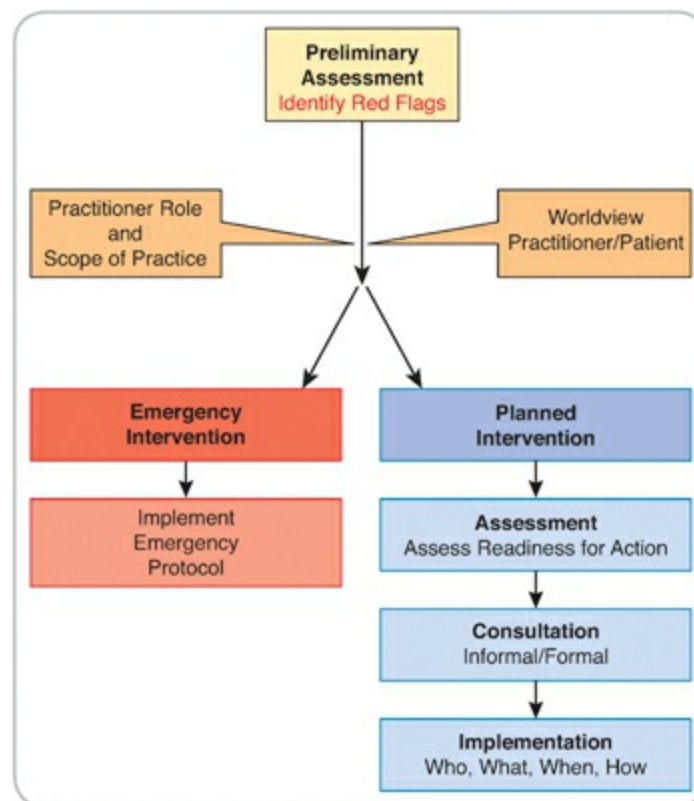 Preliminary
Assessment
Identify Red Flags
Practitioner Role
and
Scope of Practice
Worldview
Practitioner/Patient
Emergency
Intervention
Implement
Emergency
Protocol
Planned
Intervention
Assessment
Assess Readiness for Action
Consultation
Informal/Formal
Implementation
Who, What, When, How